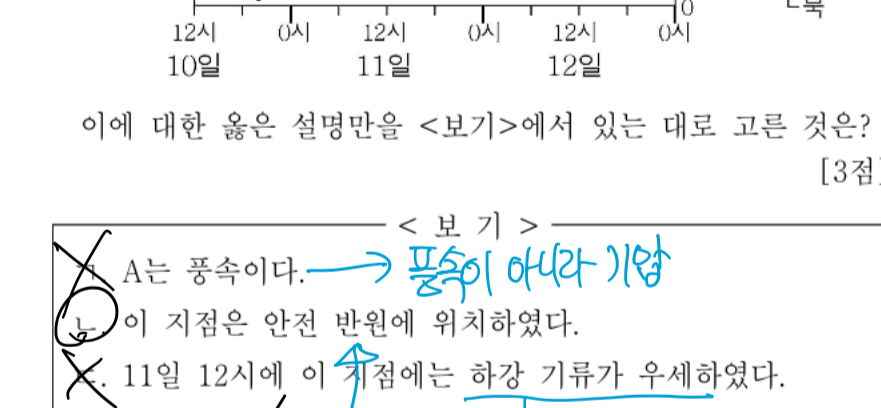 0 ㄷ북
12시 0시 12시 0시 12시 0시
10일 11일 12일
이에 대한 옳은 설명만을 <보기>에서 있는 대로 고른 것은?
[3점]
< 보 기 >
A는 풍속이다. → 풍속이 아니라 기압
ㄴ. 이 지점은 안전 반원에 위치하였다.
ㄷ. 11일 12시에 이 지점에는 하강 기류가 우세하였다.